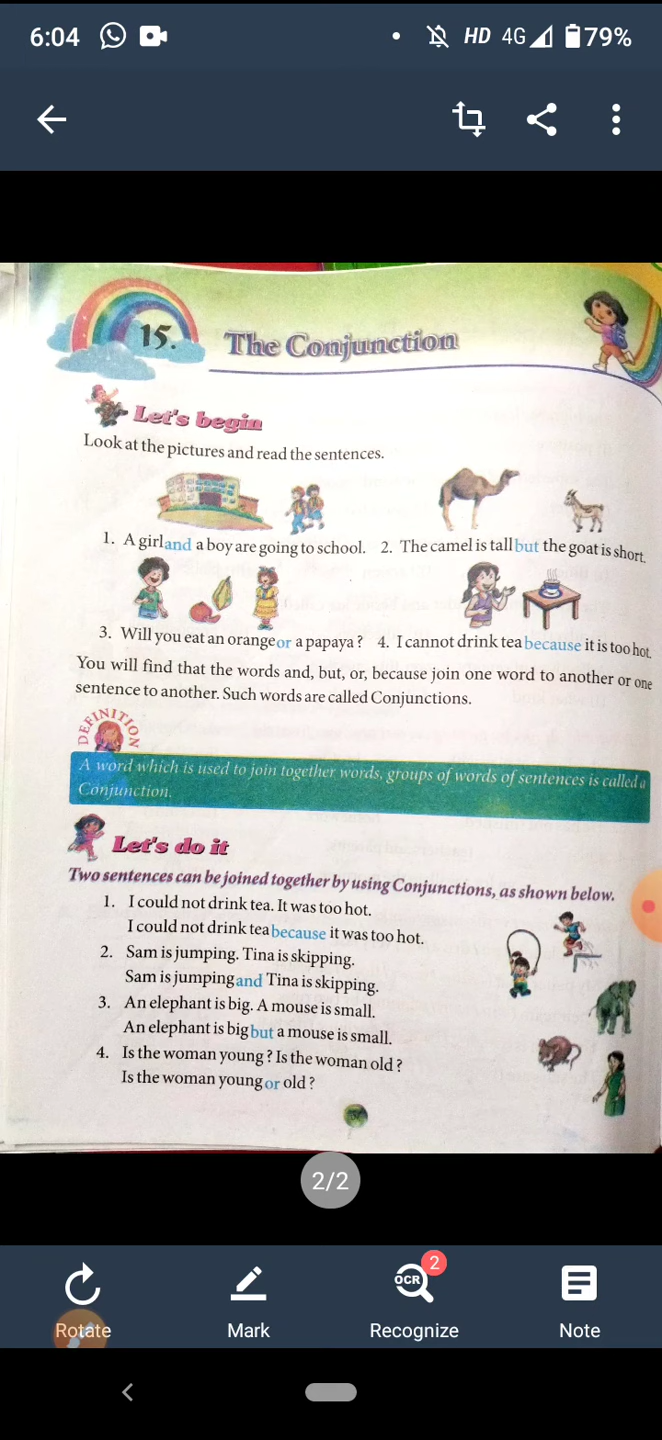 6:04
HD 4G 79%
15.
The Conjunction
Let's begin
Look at the pictures and read the sentences.
1. A girl and a boy are going to school. 2. The camel is tall but the goat is short.
3. Will you eat an orange or a papaya ? 4. I cannot drink tea because it is too hot.
You will find that the words and, but, or, because join one word to another or one
sentence to another. Such words are called Conjunctions.
DEFINITION
A word which is used to join together words, groups of words of sentences is called a
Conjunction.
Let's do it
Two sentences can be joined together by using Conjunctions, as shown below.
1. I could not drink tea. It was too hot.
I could not drink tea because it was too hot.
2. Sam is jumping. Tina is skipping.
Sam is jumping and Tina is skipping.
3. An elephant is big. A mouse is small.
An elephant is big but a mouse is small.
4. Is the woman young ? Is the woman old ?
Is the woman young or old ?
2/2
OCR 2
Rotate Mark Recognize Note